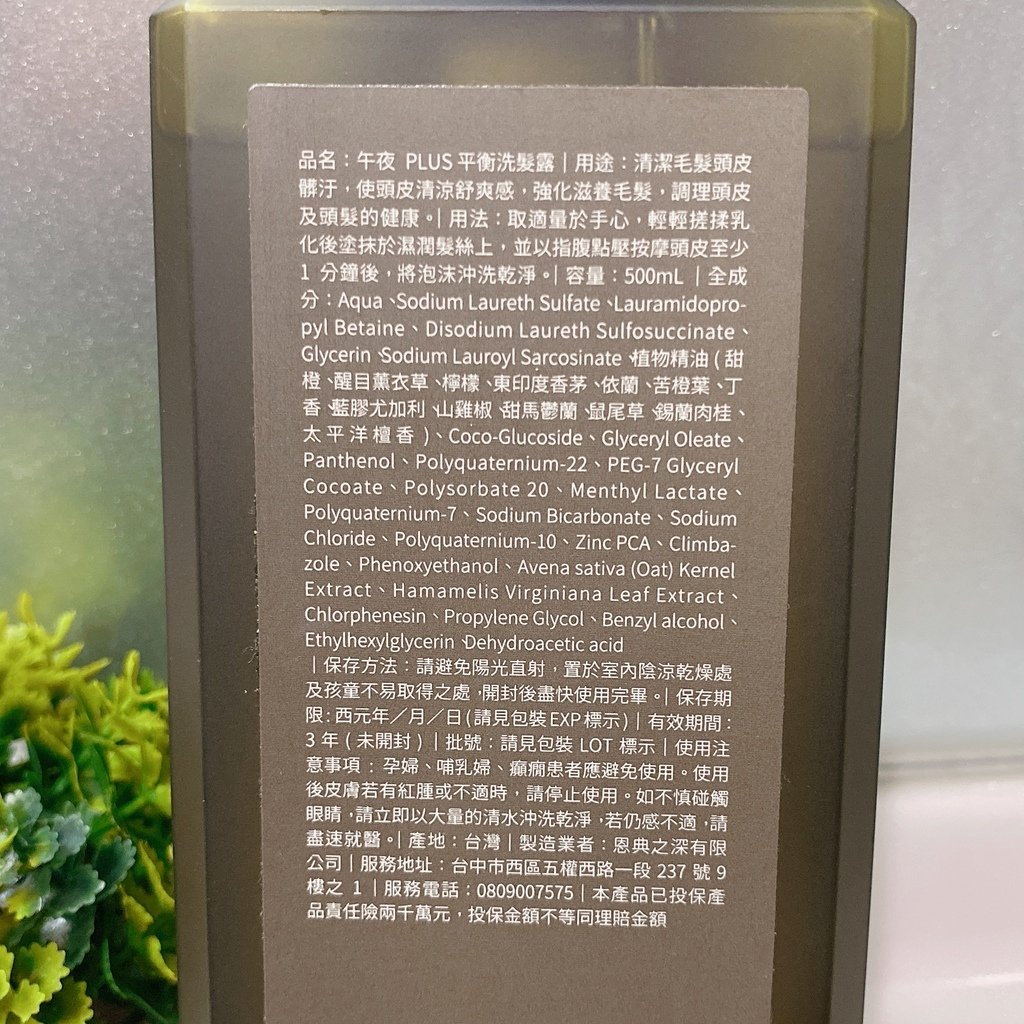 品名：午夜 PLUS 平衡洗髮露｜用途：清潔毛髮頭皮
髒汙，使頭皮清涼舒爽感，強化滋養毛髮，調理頭皮
及頭髮的健康。｜用法：取適量於手心，輕輕搓揉乳
化後塗抹於濕潤髮絲上，並以指腹點壓按摩頭皮至少
1 分鐘後，將泡沫沖洗乾淨。｜容量：500mL｜全成
分：Aqua、Sodium Laureth Sulfate、Lauramidopro-
pyl Betaine、Disodium Laureth Sulfosuccinate、
Glycerin、Sodium Lauroyl Sarcosinate、植物精油(甜
橙、醒目薰衣草、檸檬、東印度香茅、依蘭、苦橙葉、丁
香、藍膠尤加利、山雞椒、甜馬鬱蘭、鼠尾草、錫蘭肉桂、
太平洋檀香)、Coco-Glucoside、Glyceryl Oleate、
Panthenol、Polyquaternium-22、PEG-7 Glyceryl
Cocoate、Polysorbate 20、Menthyl Lactate、
Polyquaternium-7、Sodium Bicarbonate、Sodium
Chloride、Polyquaternium-10、Zinc PCA、Climba-
zole、Phenoxyethanol、Avena sativa (Oat) Kernel
Extract、Hamamelis Virginiana Leaf Extract、
Chlorphenesin、Propylene Glycol、Benzyl alcohol、
Ethylhexylglycerin、Dehydroacetic acid
｜保存方法：請避免陽光直射，置於室內陰涼乾燥處
及孩童不易取得之處，開封後盡快使用完畢。｜保存期
限：西元年／月／日(請見包裝EXP標示)｜有效期間：
3 年(未開封)｜批號：請見包裝 LOT 標示｜使用注
意事項：孕婦、哺乳婦、癲癇患者應避免使用。使用
後皮膚若有紅腫或不適時，請停止使用。如不慎碰觸
眼睛，請立即以大量的清水沖洗乾淨，若仍感不適，請
盡速就醫。｜產地：台灣｜製造業者：恩典之深有限
公司｜服務地址：台中市西區五權西路一段 237 號 9
樓之 1｜服務電話：0809007575｜本產品已投保產
品責任險兩千萬元，投保金額不等同理賠金額